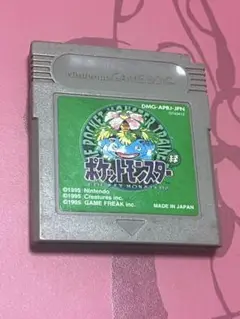 Nintendo GAME BOY
DMG-APBJ-JPN
ポケットモンスター
緑
POCKET MONSTERS
©1995 Nintendo
©1995 Creatures inc.
©1995 GAME FREAK inc.
MADE IN JAPAN